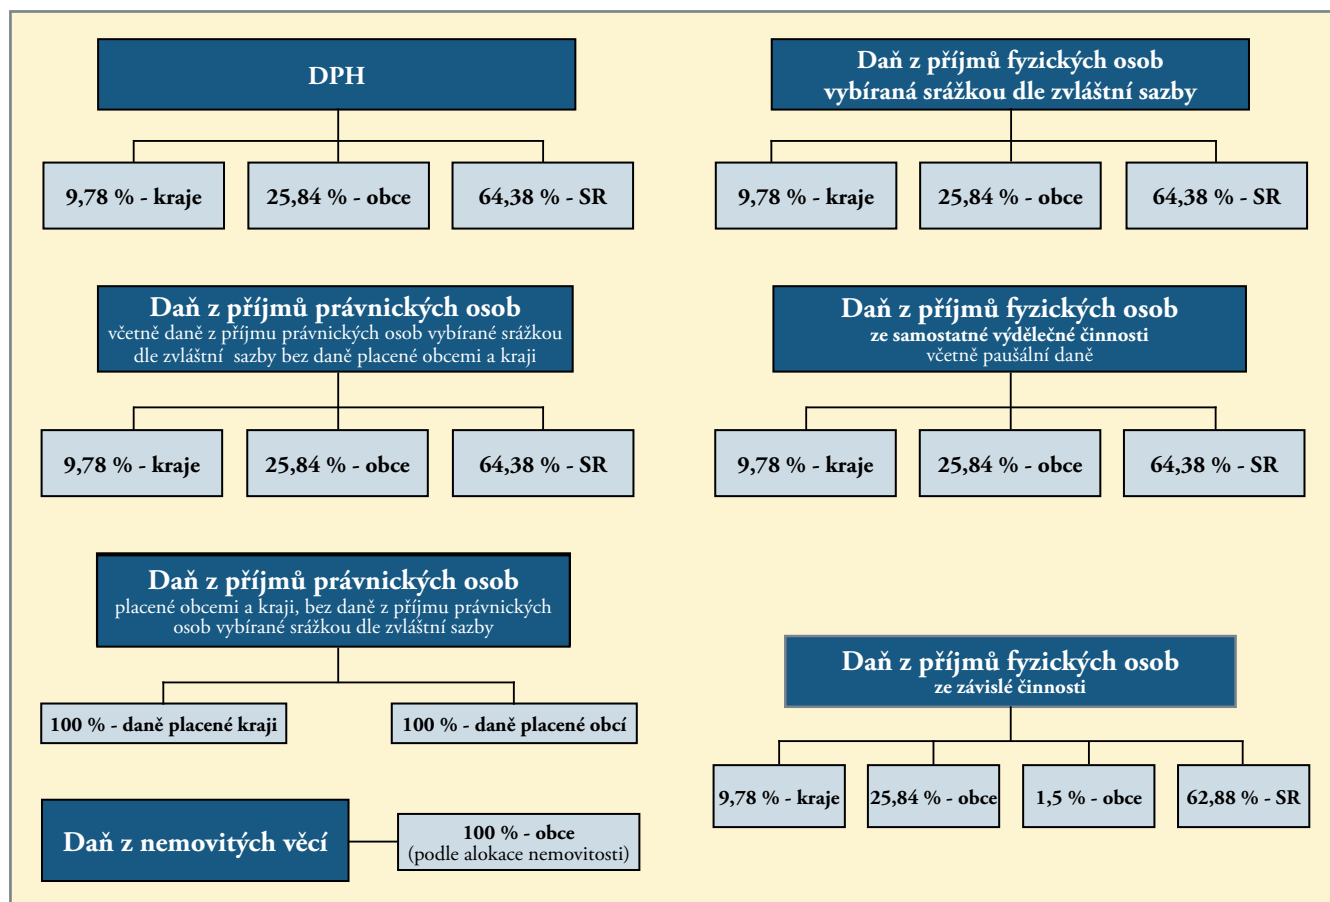 DPH
9,78 % - kraje
25,84 % - obce
64,38 % - SR
Daň z příjmů fyzických osob
vybíraná srážkou dle zvláštní sazby
9,78 % - kraje
25,84 % - obce
64,38 % - SR
Daň z příjmů právnických osob
včetně daně z příjmu právnických osob vybírané srážkou
dle zvláštní sazby bez daně placené obcemi a kraji
9,78 % - kraje
25,84 % - obce
64,38 % - SR
Daň z příjmů fyzických osob
ze samostatné výdělečné činnosti
včetně paušální daně
9,78 % - kraje
25,84 % - obce
64,38 % - SR
Daň z příjmů právnických osob
placené obcemi a kraji, bez daně z příjmu právnických
osob vybírané srážkou dle zvláštní sazby
100 % - daně placené kraji
100 % - daně placené obcí
Daň z příjmů fyzických osob
ze závislé činnosti
9,78 % - kraje
25,84 % - obce
1,5 % - obce
62,88 % - SR
Daň z nemovitých věcí
100 % - obce
(podle alokace nemovitosti)